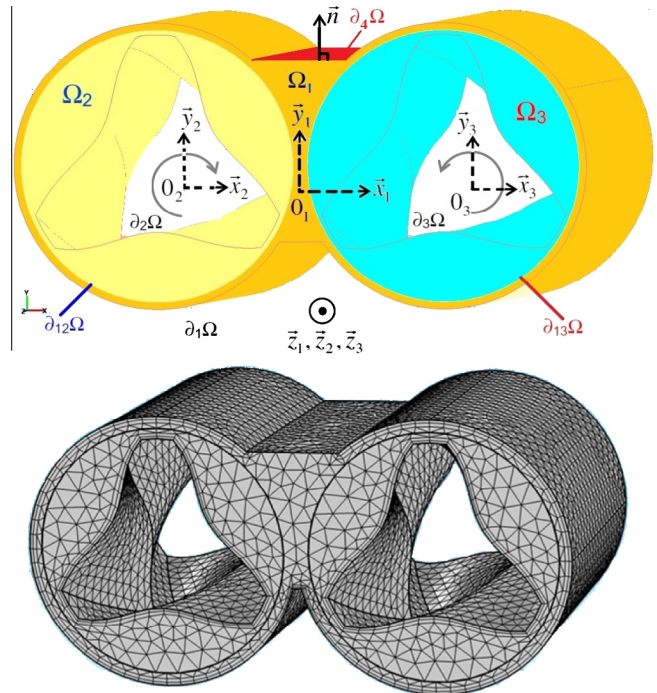 n⃗
∂₄Ω
Ω₁
Ω₂
Ω₃
y⃗₂
y⃗₁
y⃗₃
0₂
x⃗₂
x⃗₁
0₃
x⃗₃
0₁
∂₂Ω
∂₃Ω
Y
Z X
∂₁₂Ω
∂₁Ω
∂₁₃Ω
z⃗₁, z⃗₂, z⃗₃